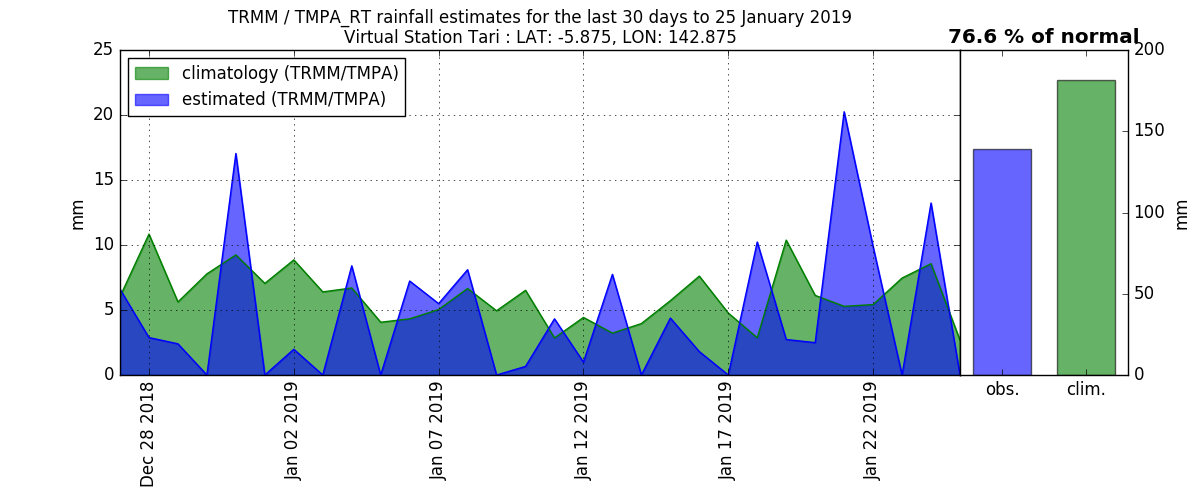 TRMM / TMPA_RT rainfall estimates for the last 30 days to 25 January 2019
Virtual Station Tari : LAT: -5.875, LON: 142.875
76.6 % of normal
climatology (TRMM/TMPA)
estimated (TRMM/TMPA)
25
20
15
10
5
0
mm
Dec 28 2018
Jan 02 2019
Jan 07 2019
Jan 12 2019
Jan 17 2019
Jan 22 2019
obs.
clim.
200
150
100
50
0
mm